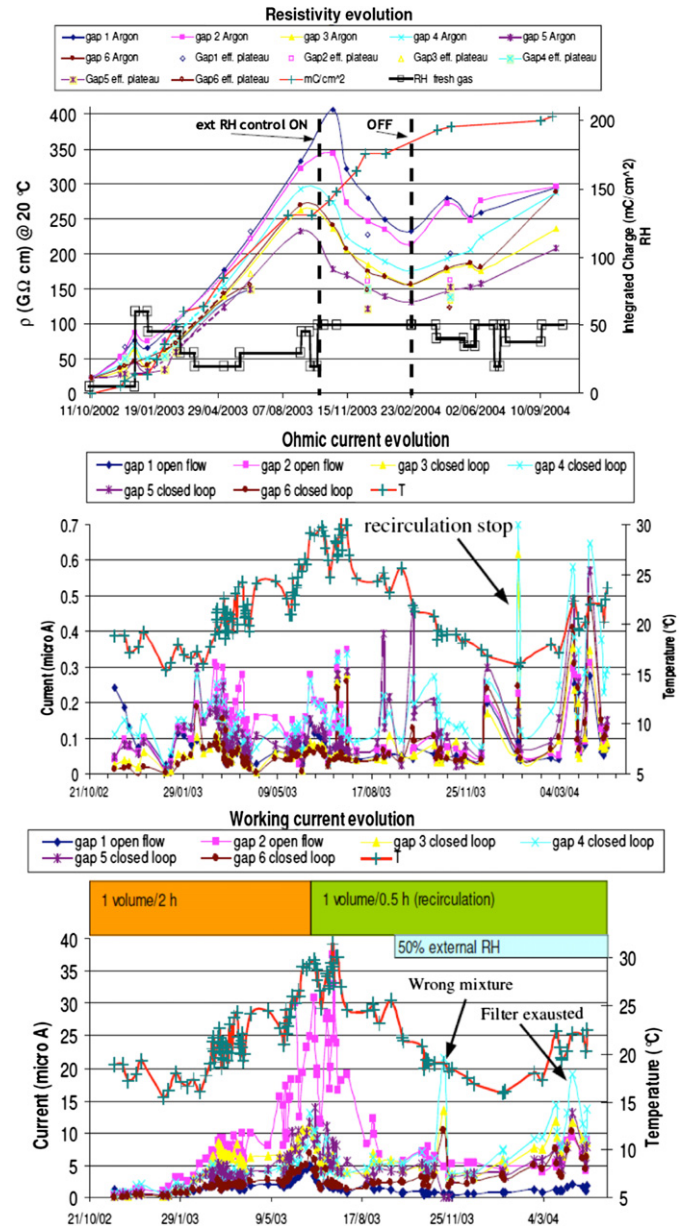 Resistivity evolution
gap 1 Argon gap 2 Argon gap 3 Argon gap 4 Argon gap 5 Argon
gap 6 Argon Gap1 eff. plateau Gap2 eff. plateau Gap3 eff. plateau Gap4 eff. plateau
Gap5 eff. plateau Gap6 eff. plateau mC/cm^2 RH fresh gas
ρ (GΩ cm) @ 20 °C
400
350
300
250
200
150
100
50
0
ext RH control ON
OFF
200
150
100
50
0
Integrated Charge (mC/cm^2)
RH
11/10/2002 19/01/2003 29/04/2003 07/08/2003 15/11/2003 23/02/2004 02/06/2004 10/09/2004
Ohmic current evolution
gap 1 open flow gap 2 open flow gap 3 closed loop gap 4 closed loop
gap 5 closed loop gap 6 closed loop T
Current (micro A)
0.7
0.6
0.5
0.4
0.3
0.2
0.1
0
recirculation stop
30
25
20
15
10
5
Temperature (°C)
21/10/02 29/01/03 09/05/03 17/08/03 25/11/03 04/03/04
Working current evolution
gap 1 open flow gap 2 open flow gap 3 closed loop gap 4 closed loop
gap 5 closed loop gap 6 closed loop T
1 volume/2 h
1 volume/0.5 h (recirculation)
50% external RH
Current (micro A)
40
35
30
25
20
15
10
5
0
Wrong mixture
Filter exausted
30
25
20
15
10
5
Temperature (°C)
21/10/02 29/1/03 9/5/03 17/8/03 25/11/03 4/3/04